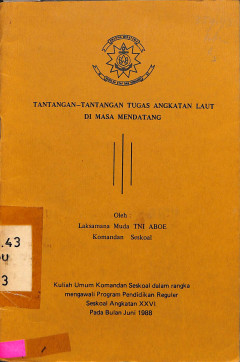 TANTANGAN–TANTANGAN TUGAS ANGKATAN LAUT
DI MASA MENDATANG
Oleh :
Laksamana Muda TNI ABOE
Komandan Seskoal
.43
3
Kuliah Umum Komandan Seskoal dalam rangka
mengawali Program Pendidikan Reguler
Seskoal Angkatan XXVI
Pada Bulan Juni 1988